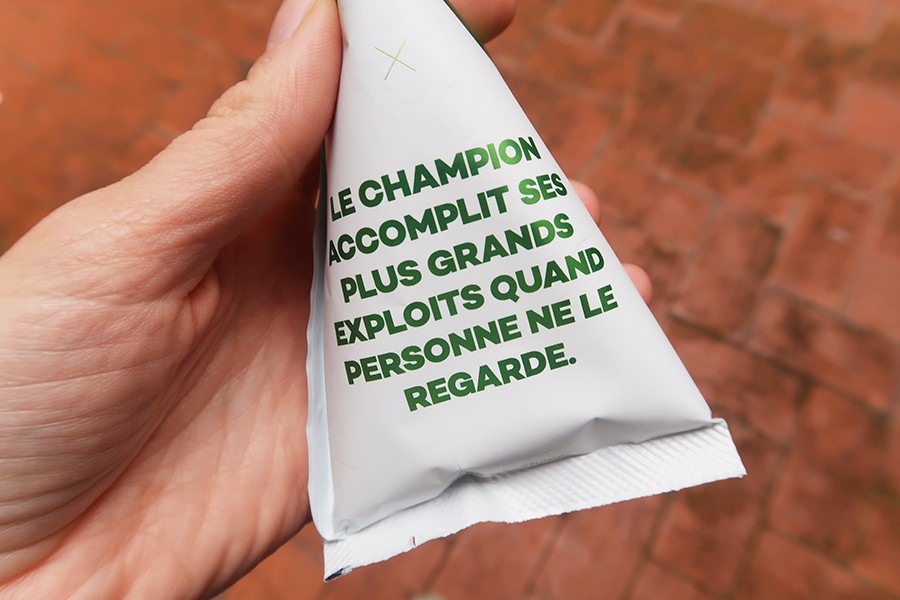 LE CHAMPION
ACCOMPLIT SES
PLUS GRANDS
EXPLOITS QUAND
PERSONNE NE LE
REGARDE.